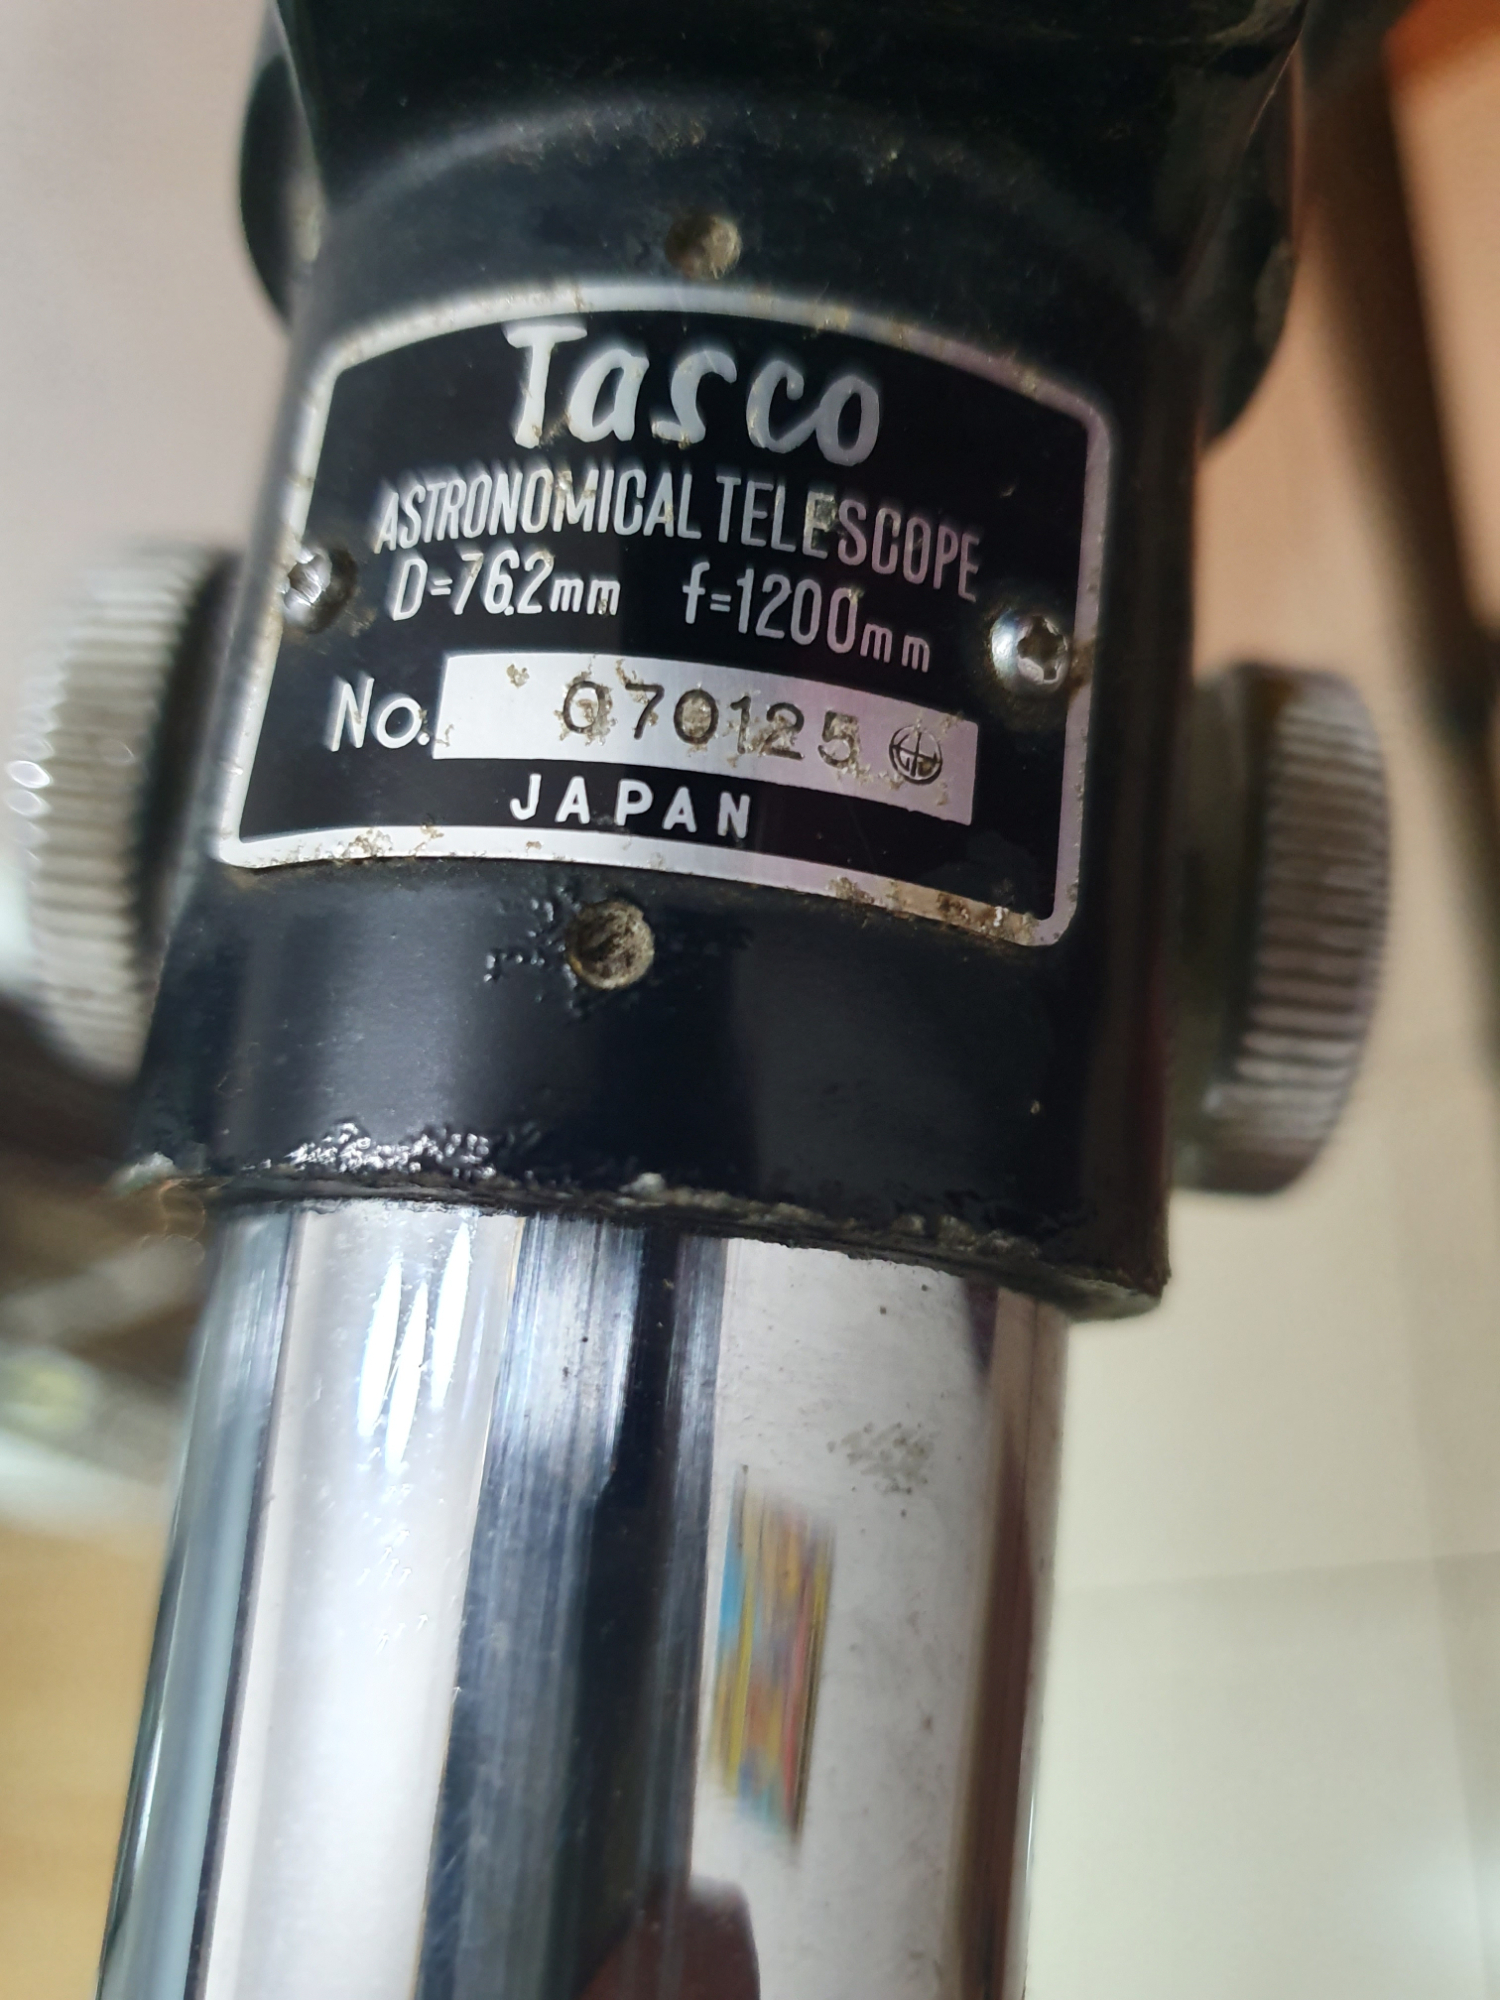 Tasco
ASTRONOMICAL TELESCOPE
D=76.2mm f=1200mm
No. 070125
JAPAN